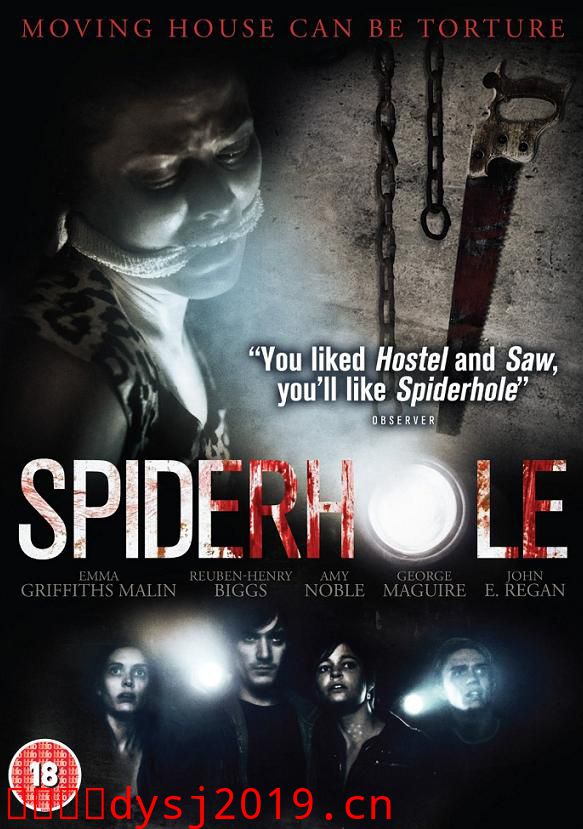 MOVING HOUSE CAN BE TORTURE
“You liked Hostel and Saw,
you’ll like Spiderhole”
OBSERVER
SPIDERHOLE
EMMA GRIFFITHS MALIN
REUBEN-HENRY BIGGS
AMY NOBLE
GEORGE MAGUIRE
JOHN E. REGAN
18
dysj2019.cn